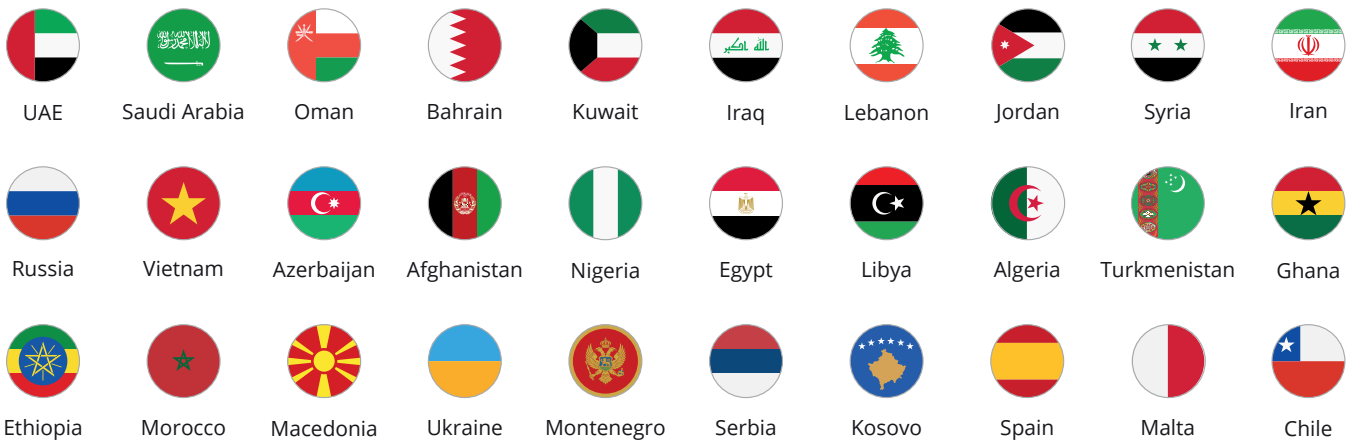 UAE Saudi Arabia Oman Bahrain Kuwait Iraq Lebanon Jordan Syria Iran
Russia Vietnam Azerbaijan Afghanistan Nigeria Egypt Libya Algeria Turkmenistan Ghana
Ethiopia Morocco Macedonia Ukraine Montenegro Serbia Kosovo Spain Malta Chile